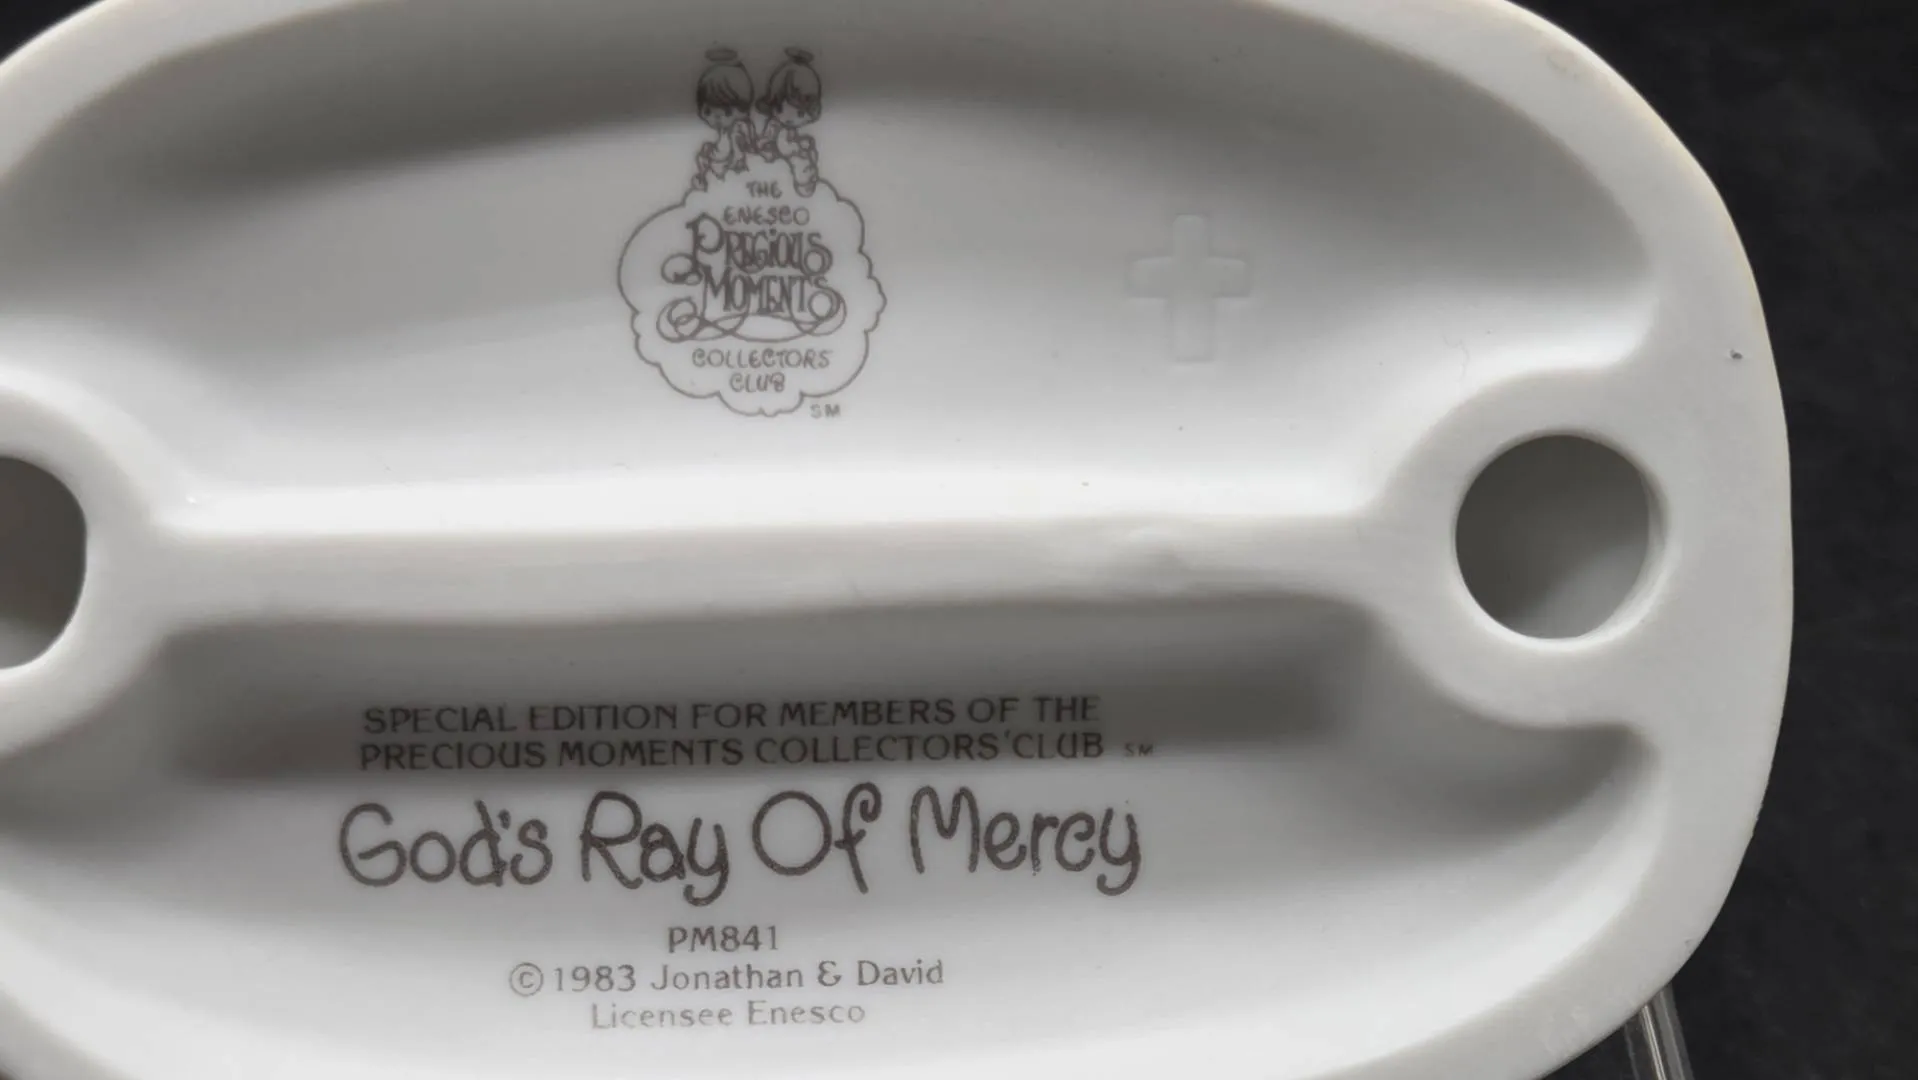 THE
ENESCO
PRECIOUS
MOMENTS
COLLECTORS'
CLUB
SM
SPECIAL EDITION FOR MEMBERS OF THE
PRECIOUS MOMENTS COLLECTORS' CLUB SM
God's Ray Of Mercy
PM841
© 1983 Jonathan & David
Licensee Enesco